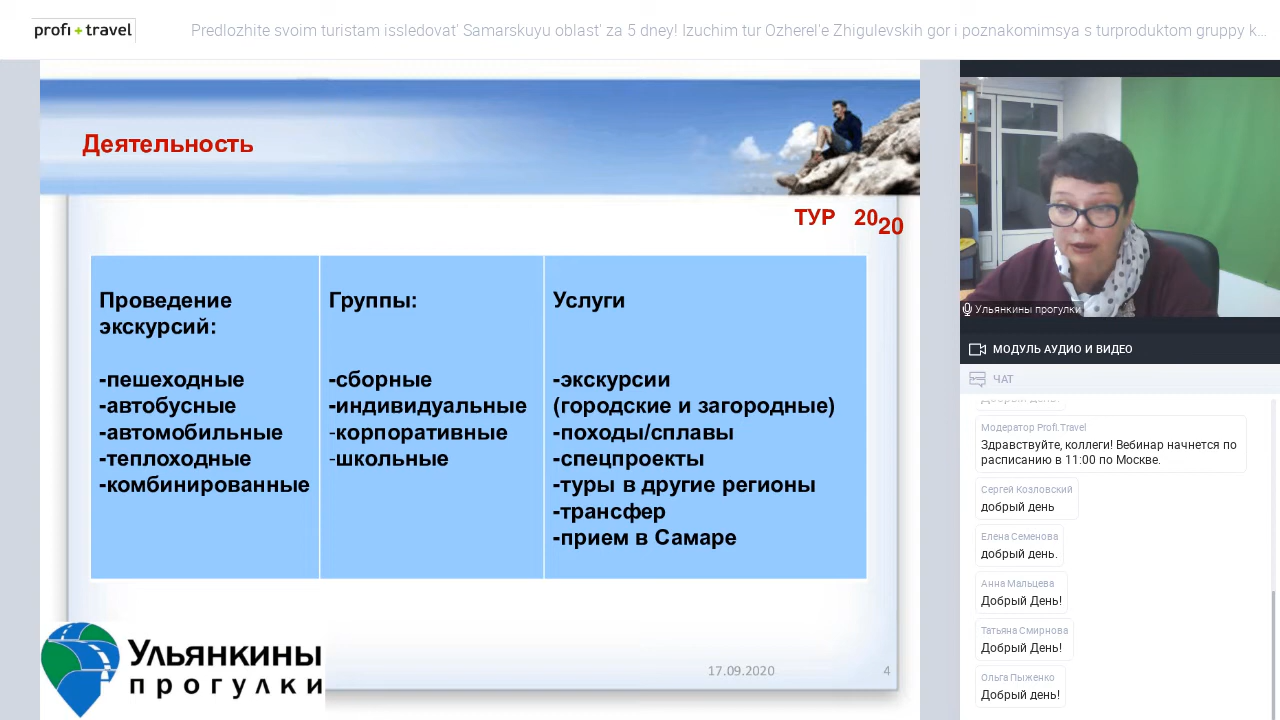 profi + travel
Predlozhite svoim turistam issledovat' Samarskuyu oblast' za 5 dney! Izuchim tur Ozherel'e Zhigulevskih gor i poznakomimsya s turproduktom gruppy k...
Деятельность
ТУР 2020
Проведение
экскурсий:
-пешеходные
-автобусные
-автомобильные
-теплоходные
-комбинированные
Группы:
-сборные
-индивидуальные
-корпоративные
-школьные
Услуги
-экскурсии
(городские и загородные)
-походы/сплавы
-спецпроекты
-туры в другие регионы
-трансфер
-прием в Самаре
Ульянкины
прогулки
17.09.2020
4
Ульянкины прогулки
МОДУЛЬ АУДИО И ВИДЕО
ЧАТ
Добрый день!
Модератор Profi.Travel
Здравствуйте, коллеги! Вебинар начнется по
расписанию в 11:00 по Москве.
Сергей Козловский
добрый день
Елена Семенова
добрый день.
Анна Мальцева
Добрый День!
Татьяна Смирнова
Добрый День!
Ольга Пыженко
Добрый день!